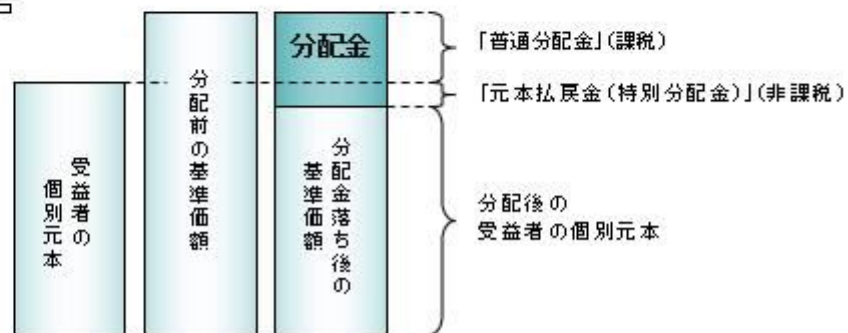 分配金
「普通分配金」(課税)
「元本払戻金(特別分配金)」(非課税)
受益者の
個別元本
分配前の基準価額
分配金落ち後の
基準価額
分配後の
受益者の個別元本